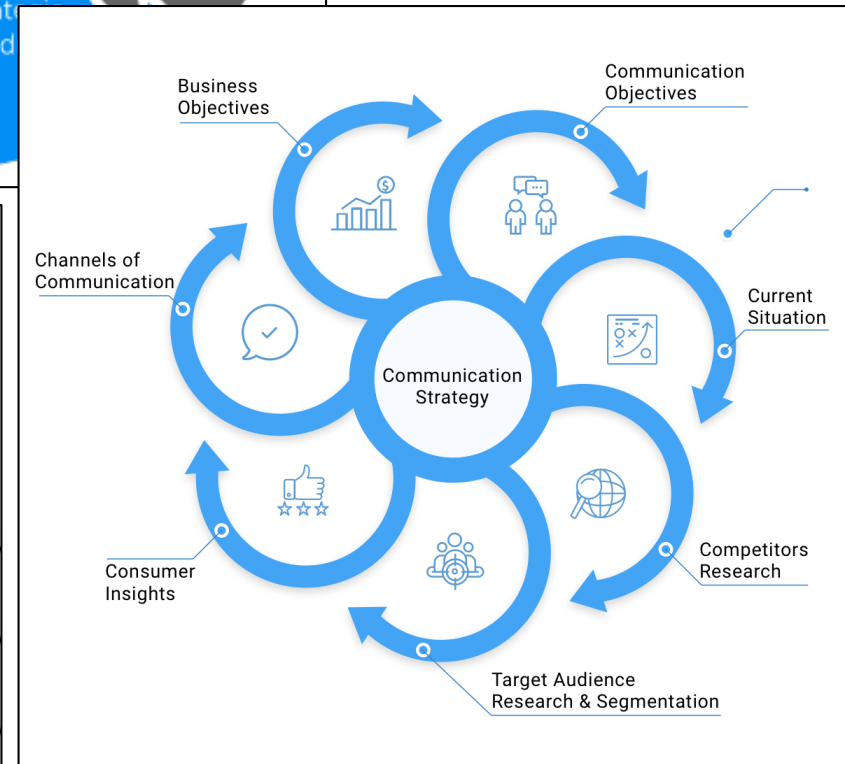 Business
Objectives
Communication
Objectives
Channels of
Communication
Current
Situation
Communication
Strategy
Competitors
Research
Consumer
Insights
Target Audience
Research & Segmentation
$